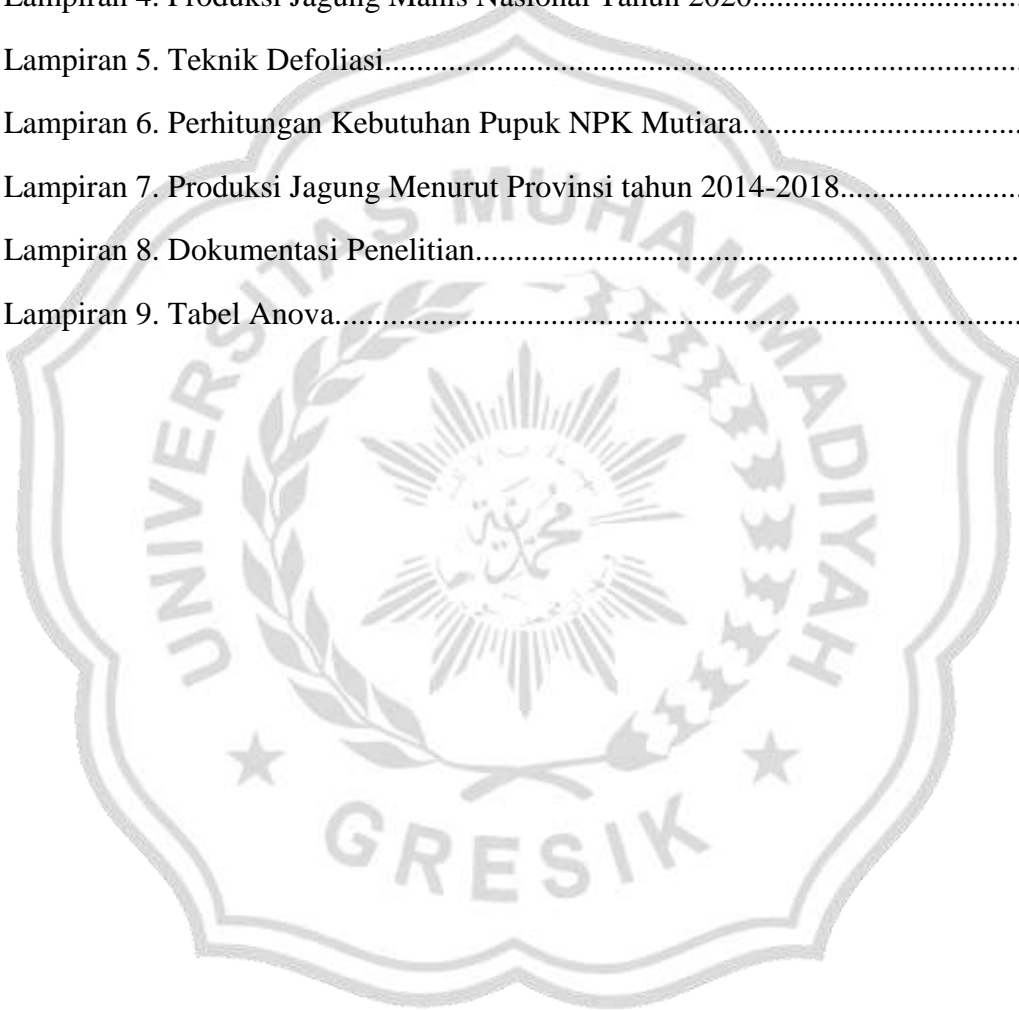 Lampiran 4. Produksi Jagung Manis Nasional Tahun 2020
Lampiran 5. Teknik Defoliasi
Lampiran 6. Perhitungan Kebutuhan Pupuk NPK Mutiara
Lampiran 7. Produksi Jagung Menurut Provinsi tahun 2014-2018
Lampiran 8. Dokumentasi Penelitian
Lampiran 9. Tabel Anova
UNIVERSITAS MUHAMMADIYAH
GRESIK